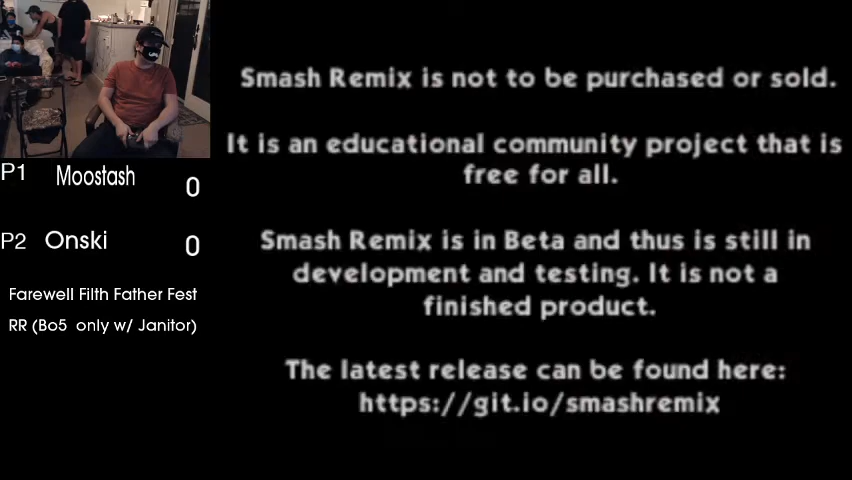 Smash Remix is not to be purchased or sold.
It is an educational community project that is
free for all.
Smash Remix is in Beta and thus is still in
development and testing. It is not a
finished product.
The latest release can be found here:
https://git.io/smashremix
P1 Moostash 0
P2 Onski 0
Farewell Filth Father Fest
RR (Bo5 only w/ Janitor)